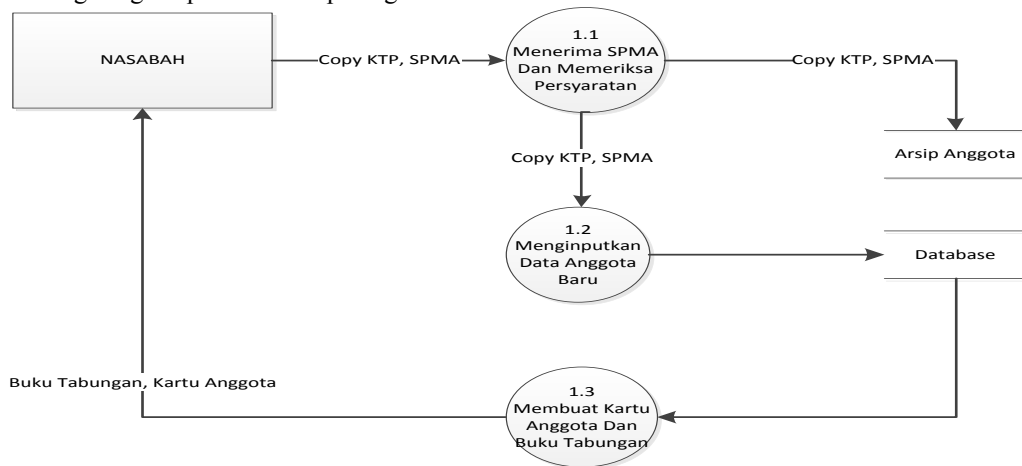 NASABAH
Copy KTP, SPMA
1.1
Menerima SPMA
Dan Memeriksa
Persyaratan
Copy KTP, SPMA
Arsip Anggota
Copy KTP, SPMA
1.2
Menginputkan
Data Anggota
Baru
Database
Buku Tabungan, Kartu Anggota
1.3
Membuat Kartu
Anggota Dan
Buku Tabungan